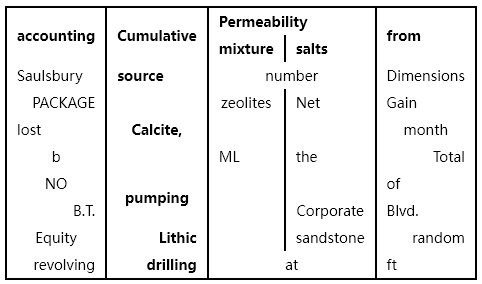 accounting Cumulative Permeability from
mixture salts
Saulsbury source number Dimensions
PACKAGE zeolites Net Gain
lost Calcite, month
b ML the Total
NO pumping of
B.T. Corporate Blvd.
Equity Lithic sandstone random
revolving drilling at ft